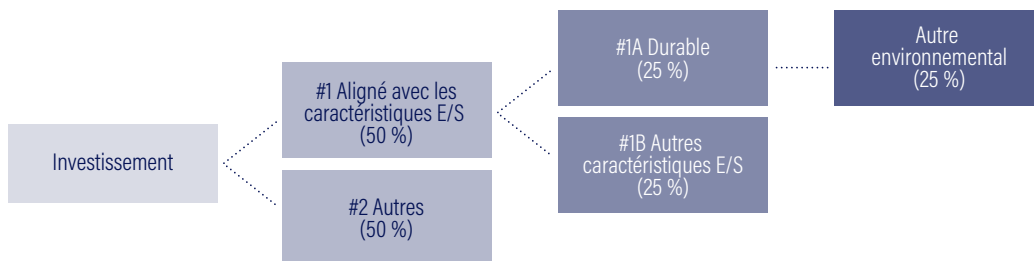 Investissement
#1 Aligné avec les
caractéristiques E/S
(50 %)
#2 Autres
(50 %)
#1A Durable
(25 %)
#1B Autres
caractéristiques E/S
(25 %)
Autre
environnemental
(25 %)